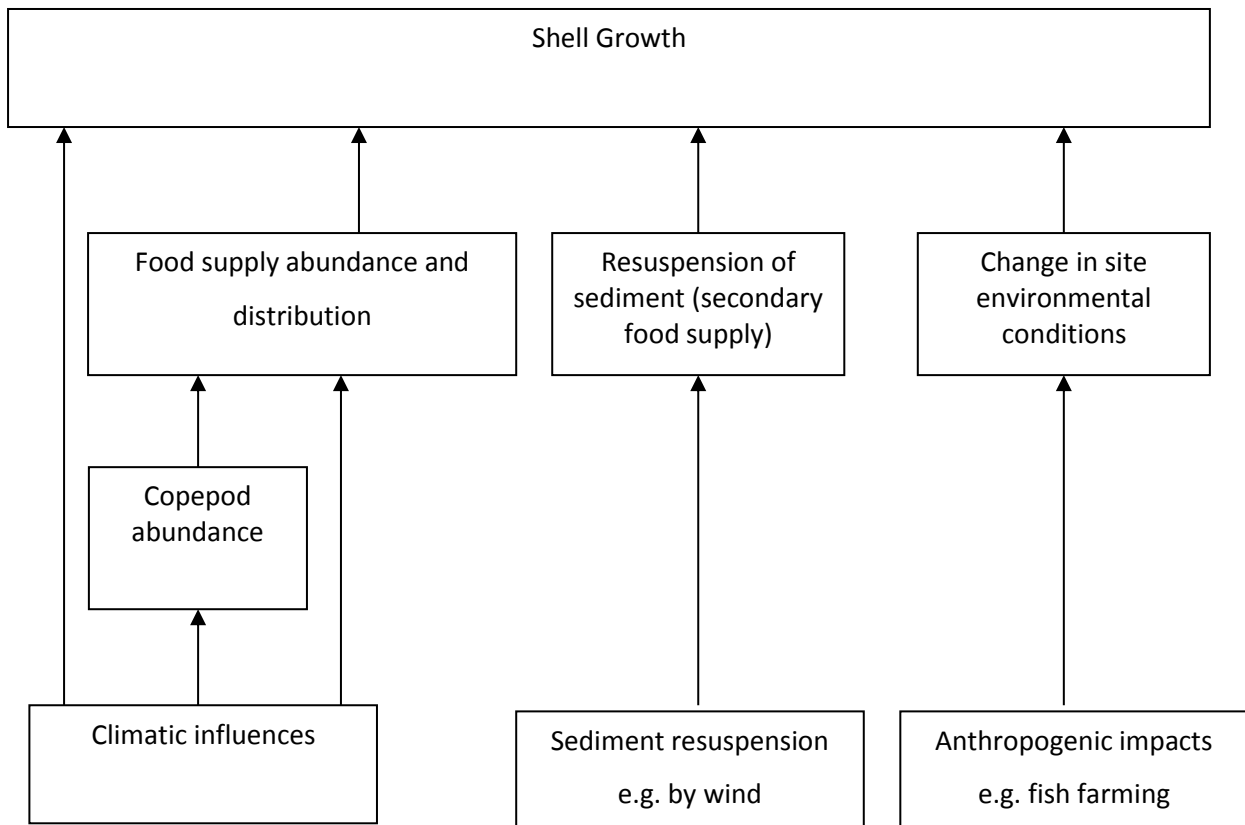 Shell Growth
Food supply abundance and
distribution
Resuspension of
sediment (secondary
food supply)
Change in site
environmental
conditions
Copepod
abundance
Climatic influences
Sediment resuspension
e.g. by wind
Anthropogenic impacts
e.g. fish farming